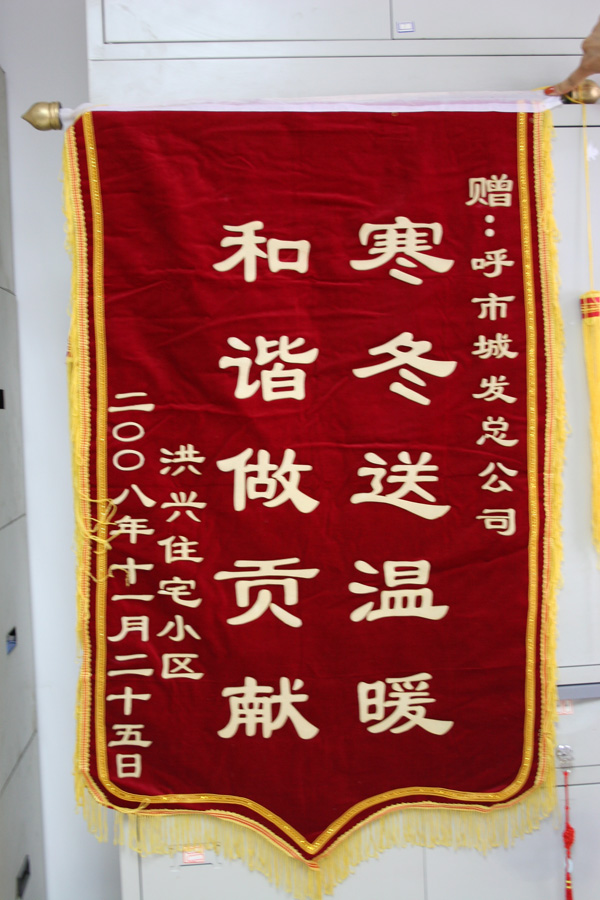 赠:呼市城发总公司
寒冬送温暖
和谐做贡献
洪兴住宅小区
二〇〇八年十一月二十五日